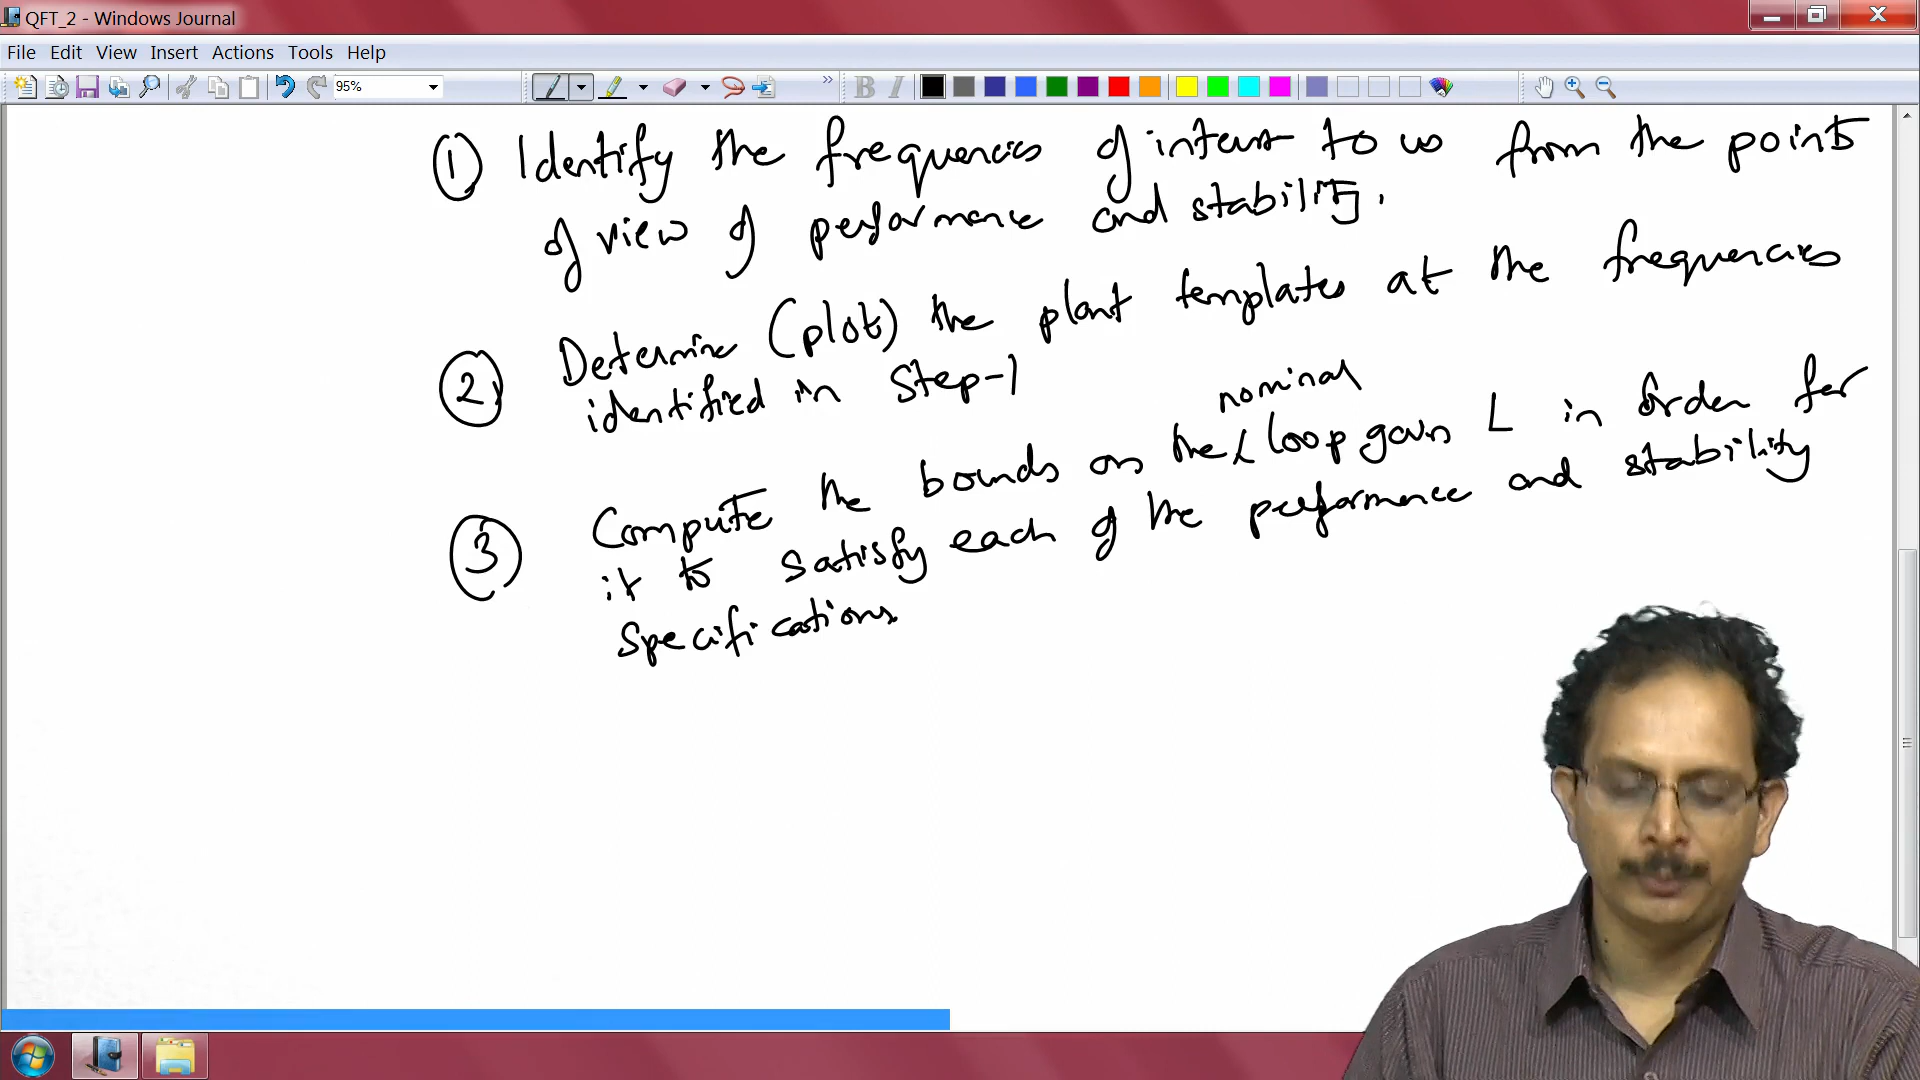 QFT_2 - Windows Journal
File Edit View Insert Actions Tools Help
95%
B I
① Identify the frequencies of interest to us from the points
of view of performance and stability.
② Determine (plot) the plant templates at the frequencies
identified in Step-1
nominal
③ Compute the bounds on the loop gain L in order for
it to satisfy each of the performance and stability
specifications